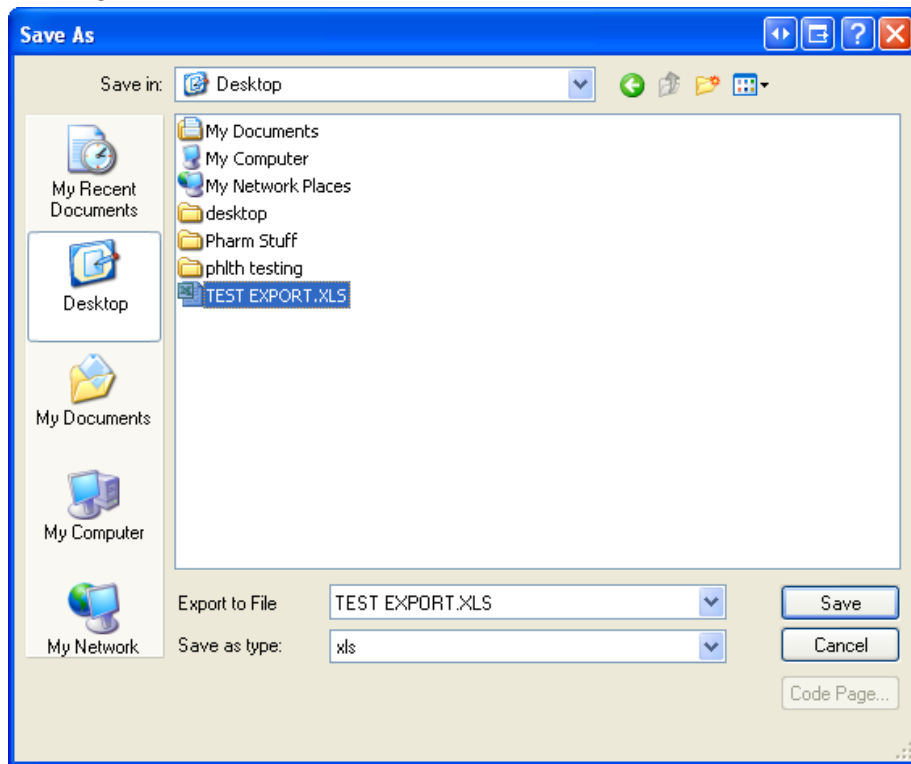 Save As
Save in: Desktop
My Documents
My Computer
My Network Places
desktop
Pharm Stuff
phlth testing
TEST EXPORT.XLS
My Recent
Documents
Desktop
My Documents
My Computer
My Network
Export to File TEST EXPORT.XLS Save
Save as type: xls Cancel
Code Page...